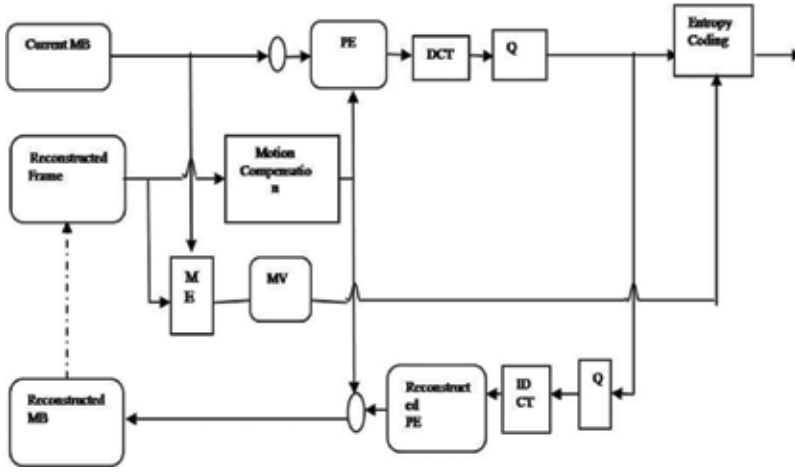 Current MB
PE
DCT
Q
Entropy
Coding
Reconstructed
Frame
Motion
Compensatio
n
M
E
MV
Reconstructed
MB
Reconstruct
ed
PE
ID
CT
Q